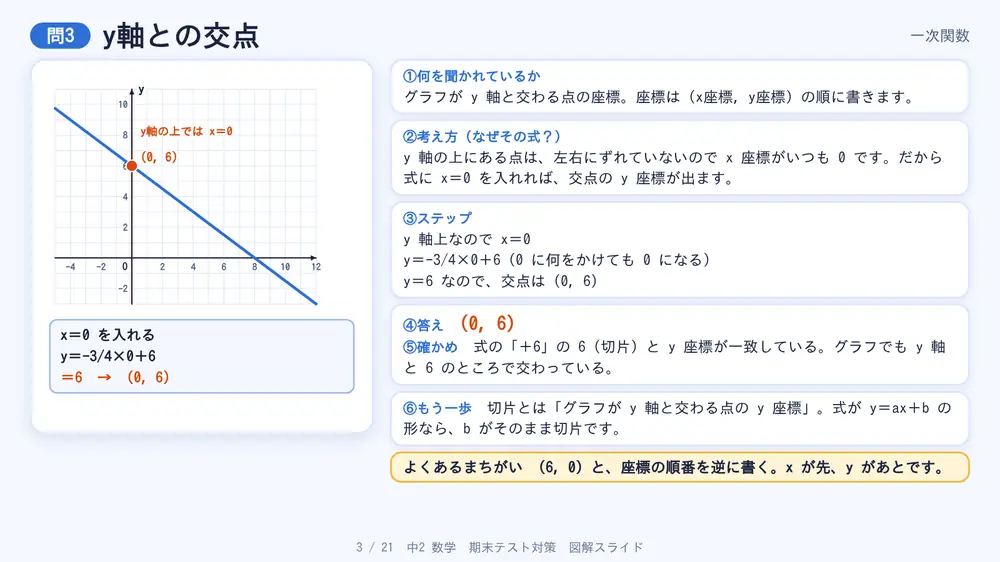 問3 y軸との交点
一次関数
y
10
8
y軸の上では x=0
(0, 6)
6
4
2
-4 -2 0 2 4 6 8 10 12
-2
x=0 を入れる
y=-3/4×0+6
=6 → (0, 6)
①何を聞かれているか
グラフが y 軸と交わる点の座標。座標は(x座標, y座標)の順に書きます。
②考え方(なぜその式?)
y 軸の上にある点は、左右にずれていないので x 座標がいつも 0 です。だから
式に x=0 を入れれば、交点の y 座標が出ます。
③ステップ
y 軸上なので x=0
y=-3/4×0+6(0 に何をかけても 0 になる)
y=6 なので、交点は(0, 6)
④答え (0, 6)
⑤確かめ 式の「+6」の 6(切片)と y 座標が一致している。グラフでも y 軸
と 6 のところで交わっている。
⑥もう一歩 切片とは「グラフが y 軸と交わる点の y 座標」。式が y=ax+b の
形なら、b がそのまま切片です。
よくあるまちがい (6, 0)と、座標の順番を逆に書く。x が先、y があとです。
3 / 21 中2 数学 期末テスト対策 図解スライド